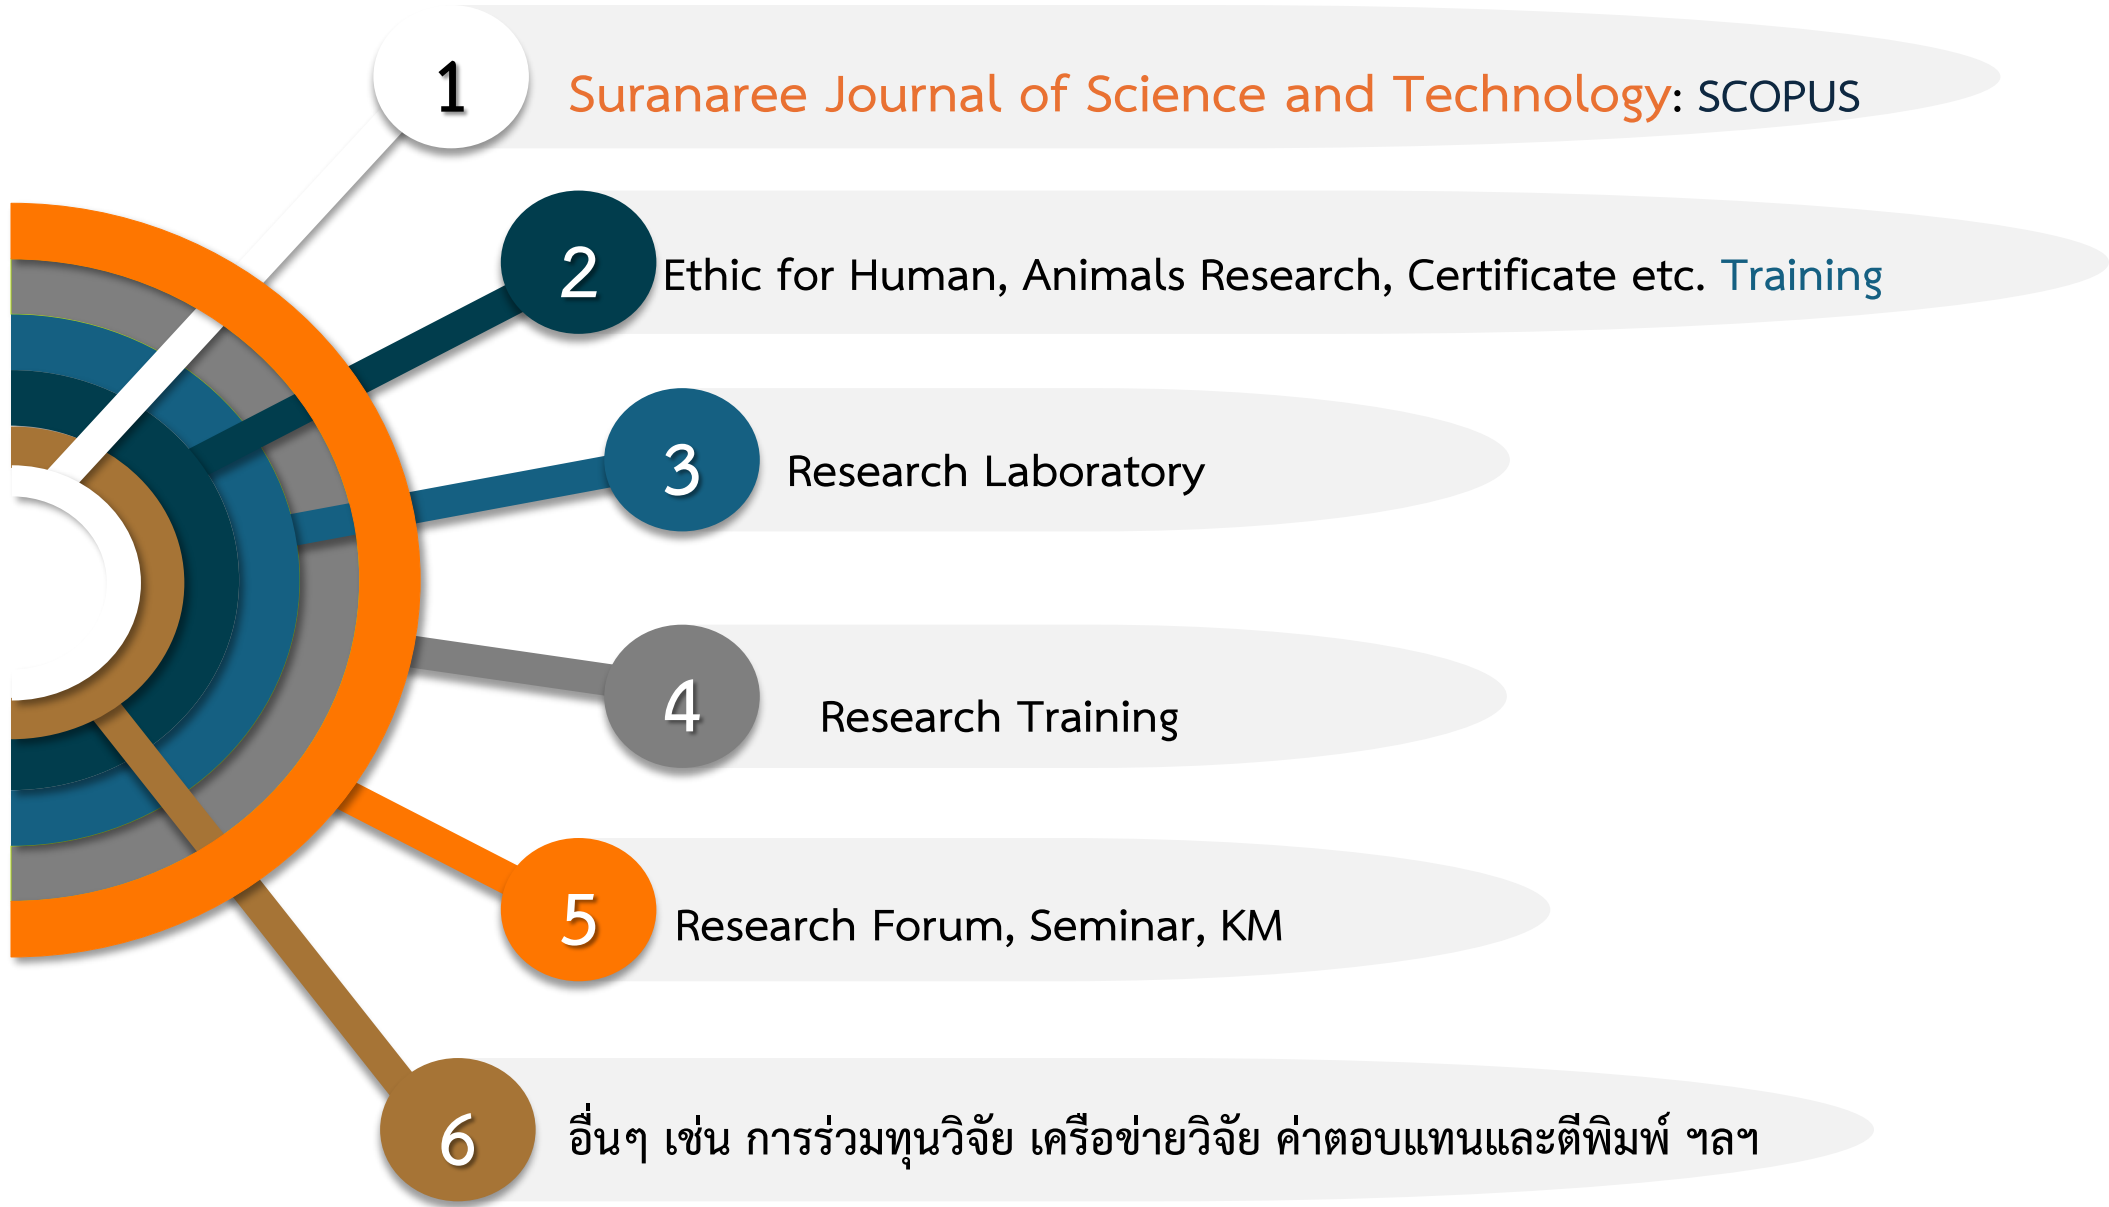 1 Suranaree Journal of Science and Technology: SCOPUS
2 Ethic for Human, Animals Research, Certificate etc. Training
3 Research Laboratory
4 Research Training
5 Research Forum, Seminar, KM
6 อื่นๆ เช่น การร่วมทุนวิจัย เครือข่ายวิจัย ค่าตอบแทนและตีพิมพ์ ฯลฯ